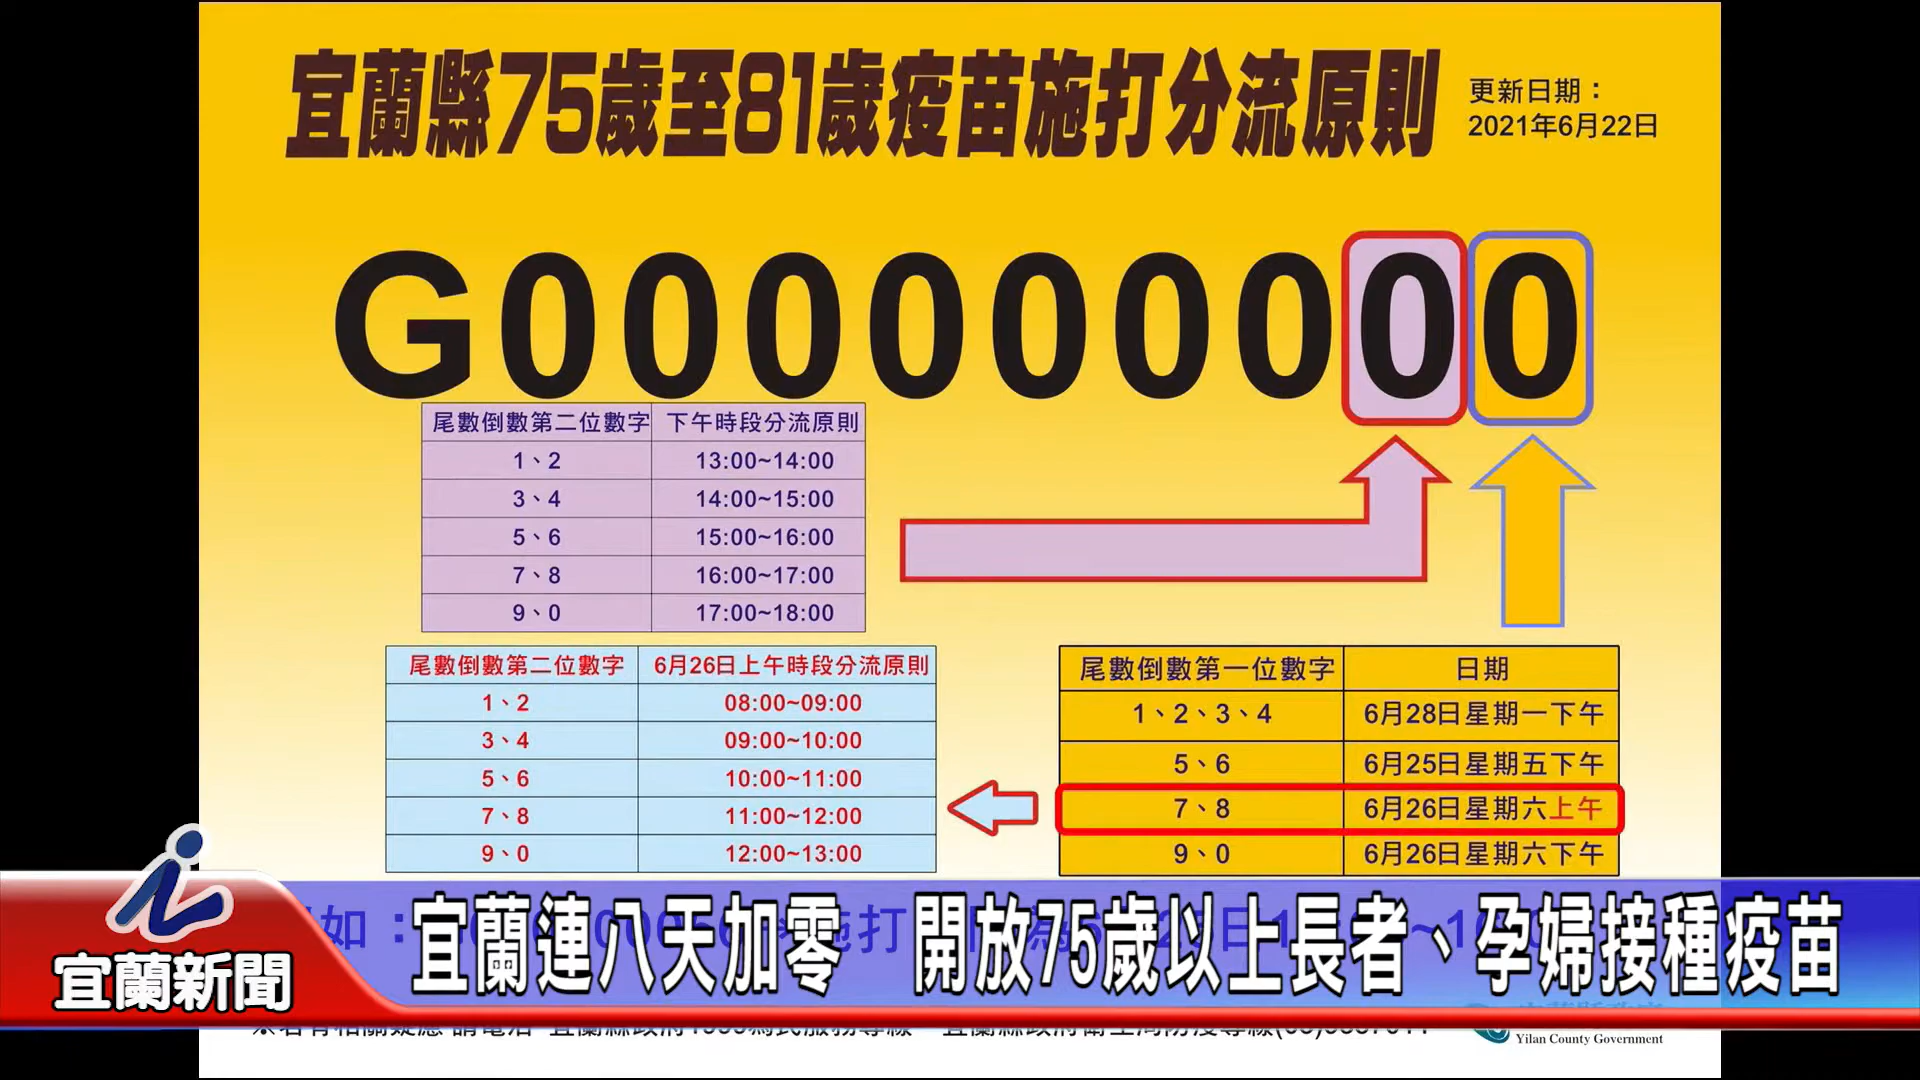 宜蘭縣75歲至81歲疫苗施打分流原則
更新日期：
2021年6月22日
G000000000
尾數倒數第二位數字 下午時段分流原則
1、2 13:00~14:00
3、4 14:00~15:00
5、6 15:00~16:00
7、8 16:00~17:00
9、0 17:00~18:00
尾數倒數第二位數字 6月26日上午時段分流原則
1、2 08:00~09:00
3、4 09:00~10:00
5、6 10:00~11:00
7、8 11:00~12:00
9、0 12:00~13:00
尾數倒數第一位數字 日期
1、2、3、4 6月28日星期一下午
5、6 6月25日星期五下午
7、8 6月26日星期六上午
9、0 6月26日星期六下午
宜蘭連八天加零 開放75歲以上長者、孕婦接種疫苗
宜蘭新聞
Yilan County Government